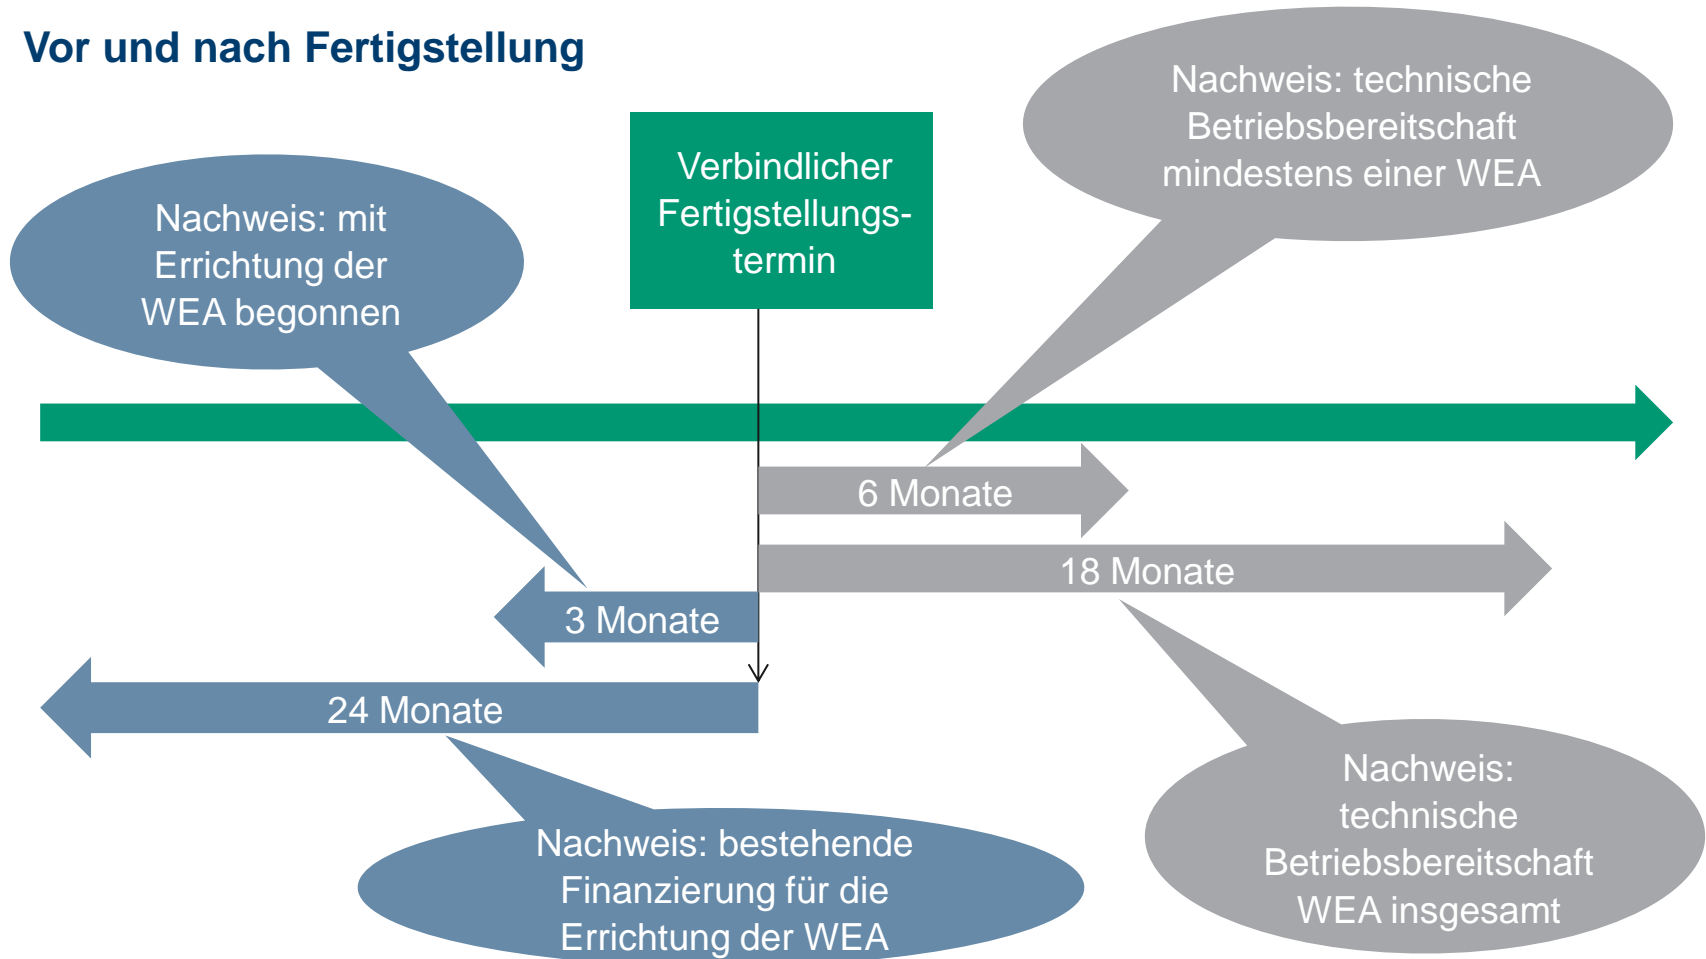 Vor und nach Fertigstellung
Nachweis: technische
Betriebsbereitschaft
mindestens einer WEA
Verbindlicher
Fertigstellungs-
termin
Nachweis: mit
Errichtung der
WEA begonnen
6 Monate
18 Monate
3 Monate
24 Monate
Nachweis: bestehende
Finanzierung für die
Errichtung der WEA
Nachweis:
technische
Betriebsbereitschaft
WEA insgesamt